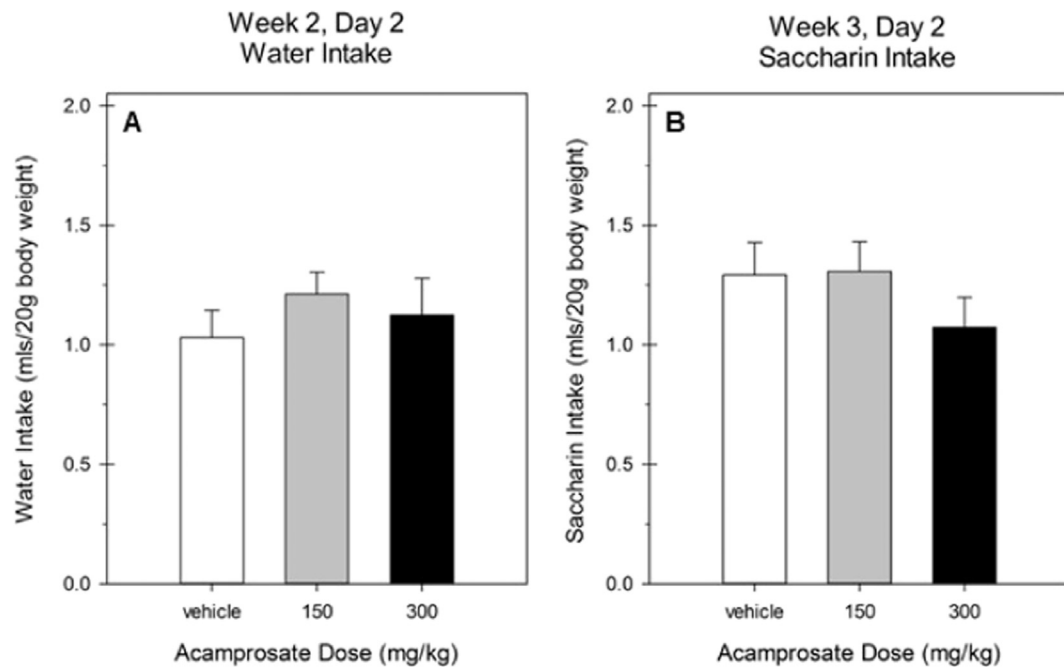 Week 2, Day 2
Water Intake
A
2.0
1.5
1.0
0.5
0.0
Water Intake (mls/20g body weight)
vehicle 150 300
Acamprosate Dose (mg/kg)
Week 3, Day 2
Saccharin Intake
B
2.0
1.5
1.0
0.5
0.0
Saccharin Intake (mls/20g body weight)
vehicle 150 300
Acamprosate Dose (mg/kg)